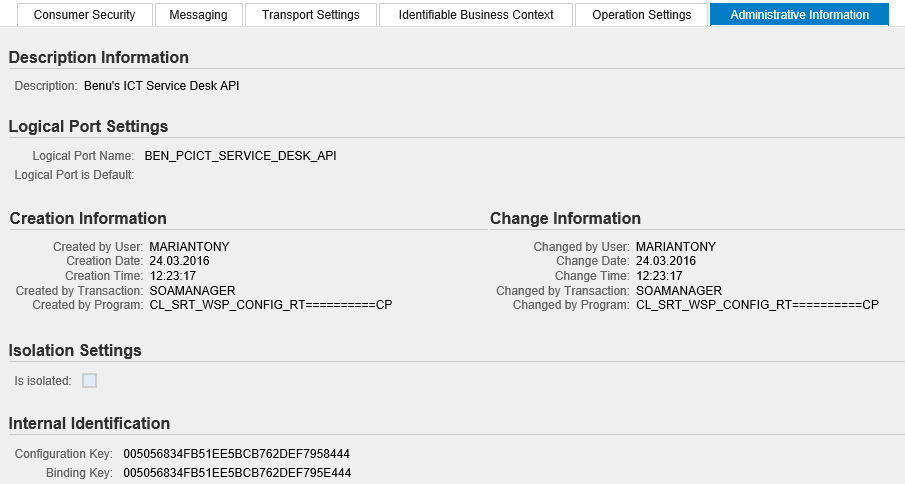 Consumer Security
Messaging
Transport Settings
Identifiable Business Context
Operation Settings
Administrative Information
Description Information
Description: Benu's ICT Service Desk API
Logical Port Settings
Logical Port Name: BEN_PCICT_SERVICE_DESK_API
Logical Port is Default:
Creation Information
Created by User: MARIANTONY
Creation Date: 24.03.2016
Creation Time: 12:23:17
Created by Transaction: SOAMANAGER
Created by Program: CL_SRT_WSP_CONFIG_RT==========CP
Change Information
Changed by User: MARIANTONY
Change Date: 24.03.2016
Change Time: 12:23:17
Changed by Transaction: SOAMANAGER
Changed by Program: CL_SRT_WSP_CONFIG_RT==========CP
Isolation Settings
Is isolated:
Internal Identification
Configuration Key: 005056834FB51EE5BCB762DEF7958444
Binding Key: 005056834FB51EE5BCB762DEF795E444